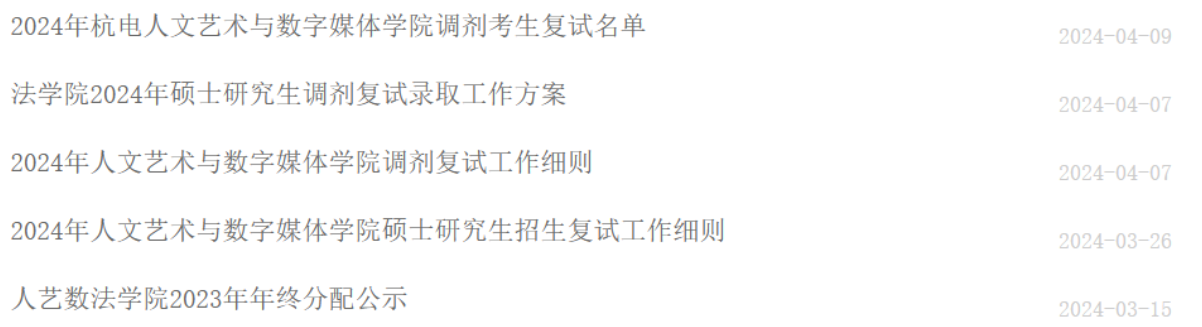 2024年杭电人文艺术与数字媒体学院调剂考生复试名单 2024-04-09
法学院2024年硕士研究生调剂复试录取工作方案 2024-04-07
2024年人文艺术与数字媒体学院调剂复试工作细则 2024-04-07
2024年人文艺术与数字媒体学院硕士研究生招生复试工作细则 2024-03-26
人艺数法学院2023年年终分配公示 2024-03-15